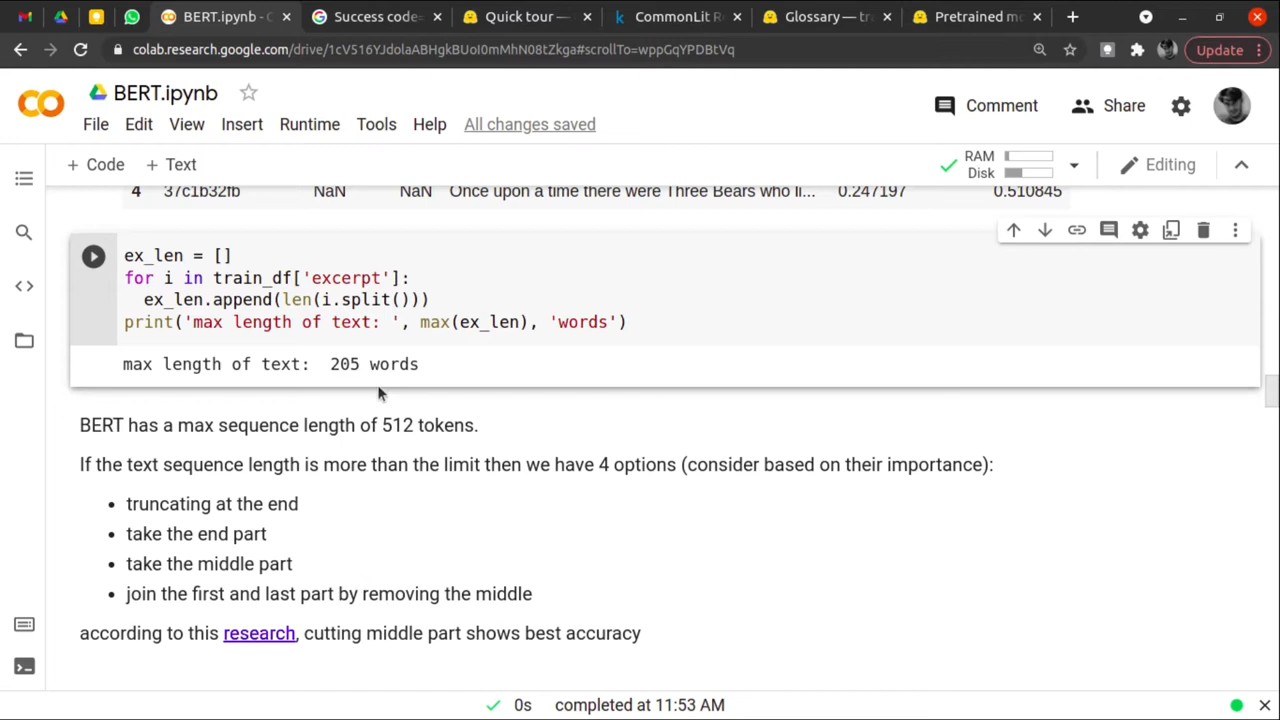 BERT.ipynb - C
Success code=
Quick tour —
CommonLit R
Glossary — tr
Pretrained m
colab.research.google.com/drive/1cV516YJdolaABHgkBUoI0mMhN08tZkga#scrollTo=wppGqYPDBtVq
Update
BERT.ipynb
Comment
Share
File Edit View Insert Runtime Tools Help All changes saved
+ Code + Text
RAM
Disk
Editing
4 37c1b32fb NaN NaN Once upon a time there were Three Bears who li... 0.247197 0.510845
ex_len = []
for i in train_df['excerpt']:
ex_len.append(len(i.split()))
print('max length of text: ', max(ex_len), 'words')
max length of text:  205 words
BERT has a max sequence length of 512 tokens.
If the text sequence length is more than the limit then we have 4 options (consider based on their importance):
• truncating at the end
• take the end part
• take the middle part
• join the first and last part by removing the middle
according to this research, cutting middle part shows best accuracy
0s completed at 11:53 AM